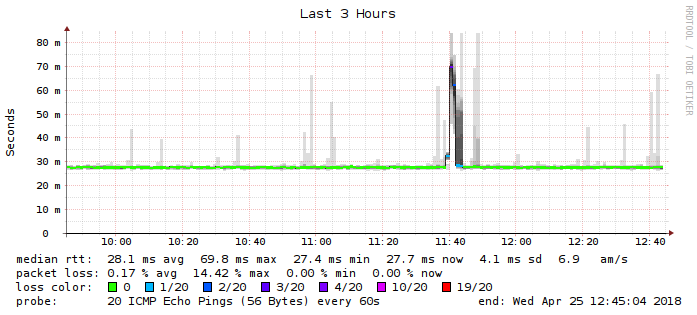 Last 3 Hours
RRDTOOL / TOBI OETIKER
Seconds
80 m
70 m
60 m
50 m
40 m
30 m
20 m
10 m
0
10:00 10:20 10:40 11:00 11:20 11:40 12:00 12:20 12:40
median rtt: 28.1 ms avg 69.8 ms max 27.4 ms min 27.7 ms now 4.1 ms sd 6.9 am/s
packet loss: 0.17 % avg 14.42 % max 0.00 % min 0.00 % now
loss color: 0 1/20 2/20 3/20 4/20 10/20 19/20
probe: 20 ICMP Echo Pings (56 Bytes) every 60s end: Wed Apr 25 12:45:04 2018